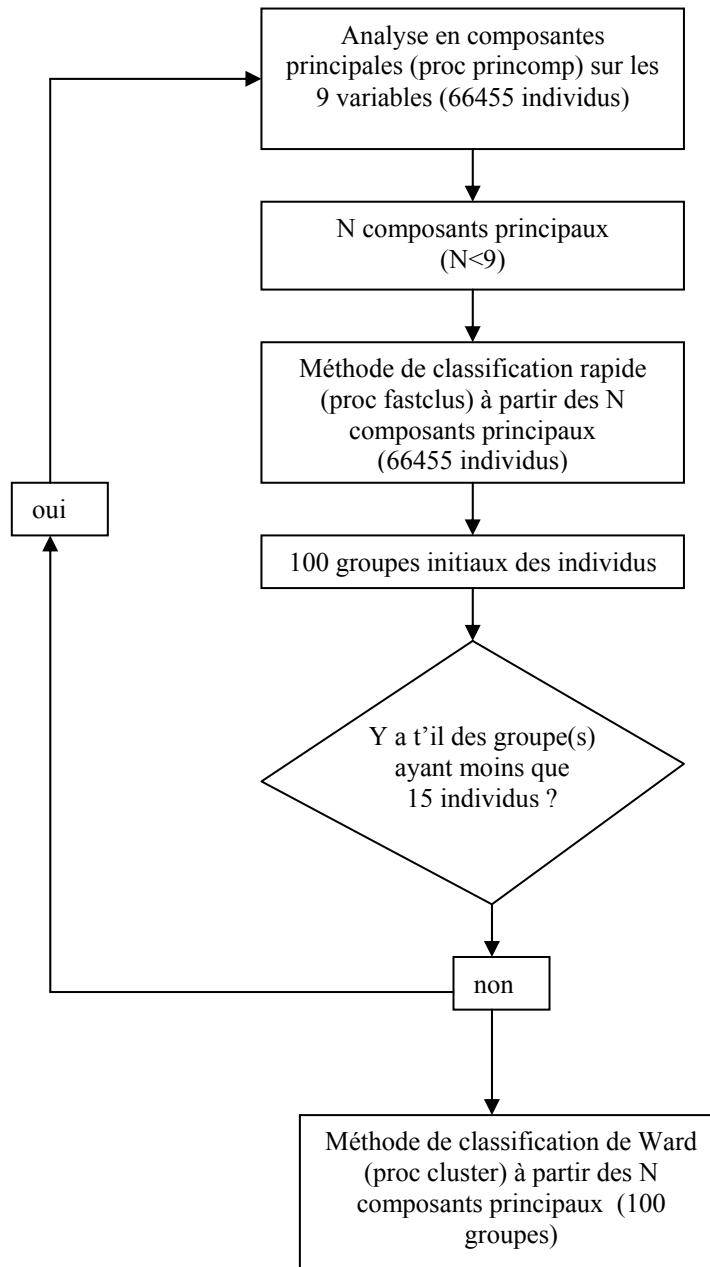 Analyse en composantes
principales (proc princomp) sur les
9 variables (66455 individus)
N composants principaux
(N<9)
Méthode de classification rapide
(proc fastclus) à partir des N
composants principaux
(66455 individus)
oui
100 groupes initiaux des individus
Y a t’il des groupe(s)
ayant moins que
15 individus ?
non
Méthode de classification de Ward
(proc cluster) à partir des N
composants principaux  (100
groupes)